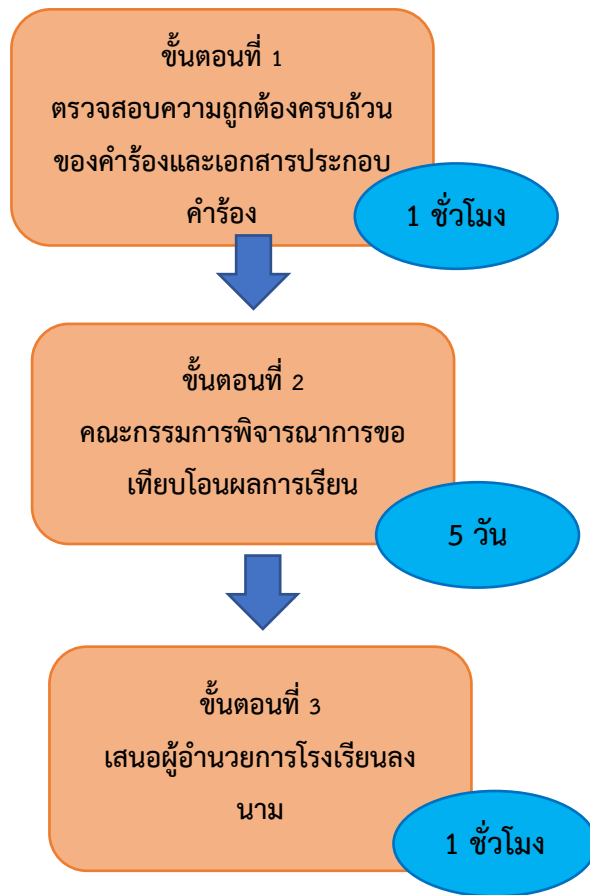 ขั้นตอนที่ 1
ตรวจสอบความถูกต้องครบถ้วน
ของคำร้องและเอกสารประกอบ
คำร้อง
1 ชั่วโมง
ขั้นตอนที่ 2
คณะกรรมการพิจารณาการขอ
เทียบโอนผลการเรียน
5 วัน
ขั้นตอนที่ 3
เสนอผู้อำนวยการโรงเรียนลง
นาม
1 ชั่วโมง